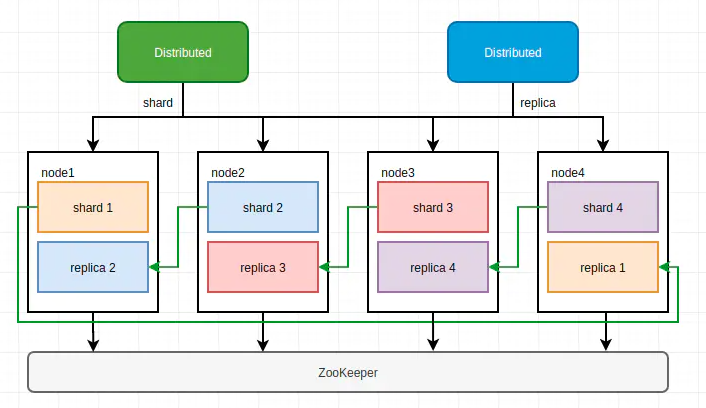 Distributed
Distributed
shard
replica
node1
node2
node3
node4
shard 1
shard 2
shard 3
shard 4
replica 2
replica 3
replica 4
replica 1
ZooKeeper